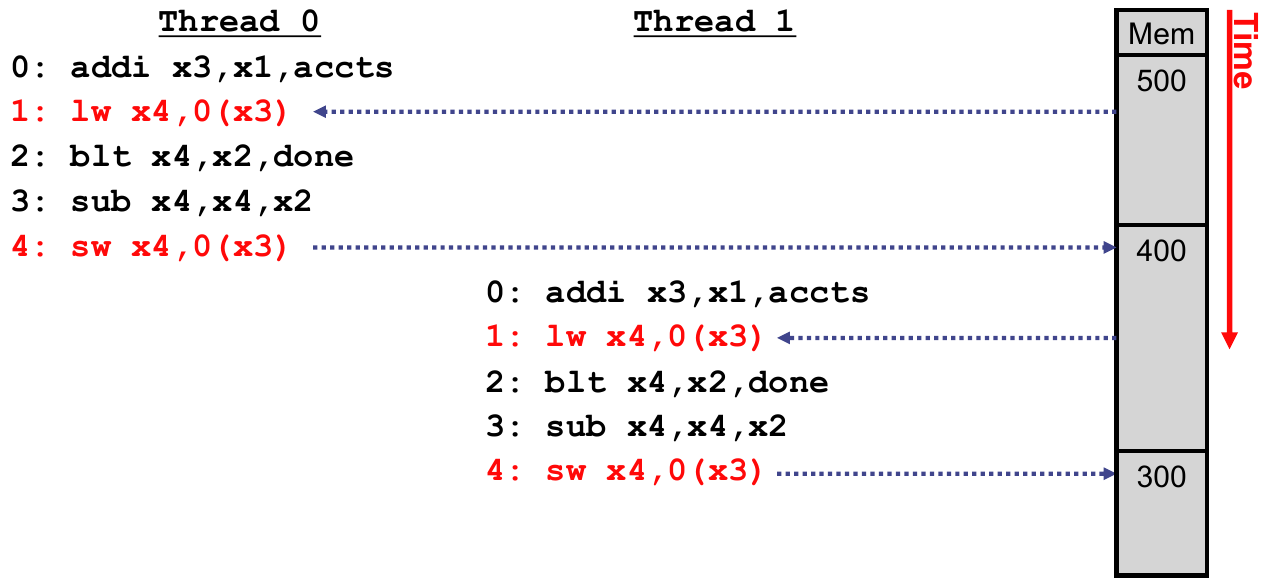 Thread 0
Thread 1
Mem
Time
0: addi x3,x1,accts
500
1: lw x4,0(x3)
2: blt x4,x2,done
3: sub x4,x4,x2
4: sw x4,0(x3)
400
0: addi x3,x1,accts
1: lw x4,0(x3)
2: blt x4,x2,done
3: sub x4,x4,x2
4: sw x4,0(x3)
300